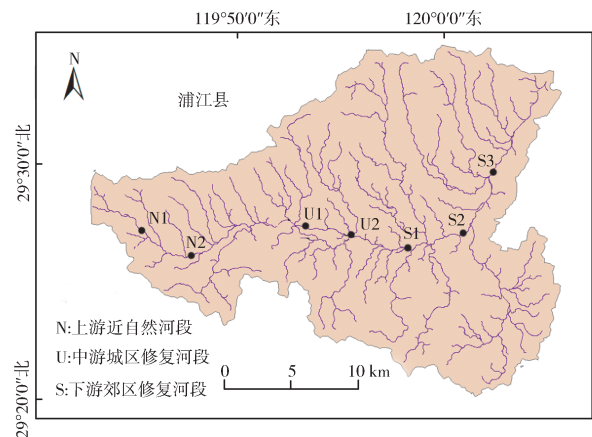 119°50′0″东
120°0′0″东
N
浦江县
29°30′0″北
S3
N1
U1
U2
S2
S1
N2
N:上游近自然河段
U:中游城区修复河段
S:下游郊区修复河段
0 5 10 km
29°20′0″北